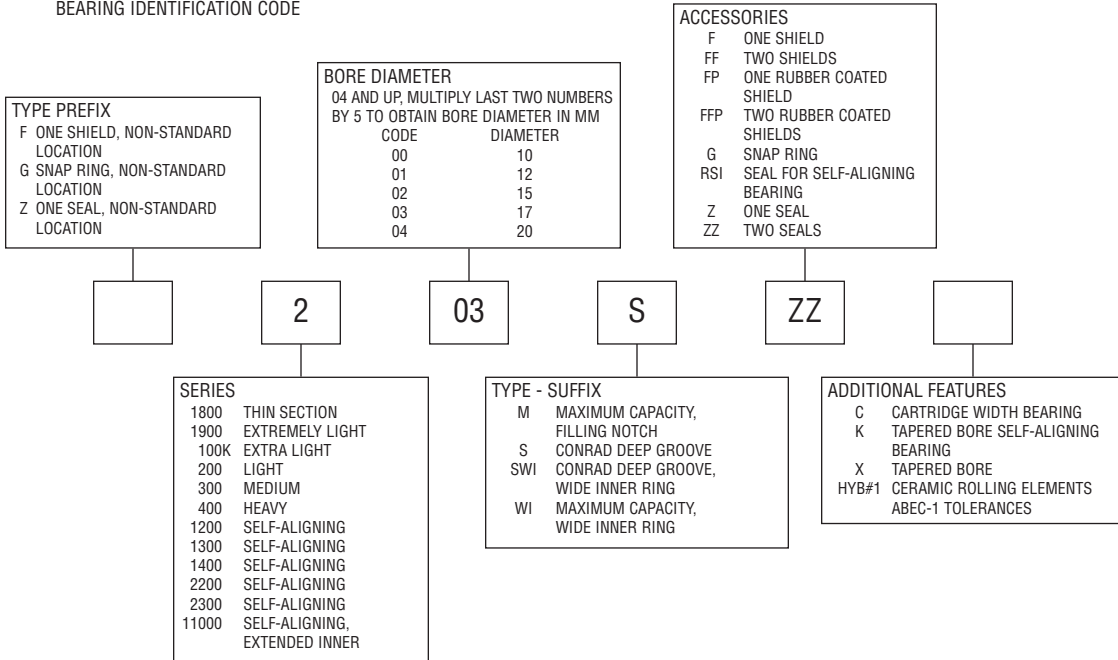 BEARING IDENTIFICATION CODE
TYPE PREFIX
F ONE SHIELD, NON-STANDARD
LOCATION
G SNAP RING, NON-STANDARD
LOCATION
Z ONE SEAL, NON-STANDARD
LOCATION
BORE DIAMETER
04 AND UP, MULTIPLY LAST TWO NUMBERS
BY 5 TO OBTAIN BORE DIAMETER IN MM
CODE DIAMETER
00 10
01 12
02 15
03 17
04 20
ACCESSORIES
F ONE SHIELD
FF TWO SHIELDS
FP ONE RUBBER COATED
SHIELD
FFP TWO RUBBER COATED
SHIELDS
G SNAP RING
RSI SEAL FOR SELF-ALIGNING
BEARING
Z ONE SEAL
ZZ TWO SEALS
2 03 S ZZ
SERIES
1800 THIN SECTION
1900 EXTREMELY LIGHT
100K EXTRA LIGHT
200 LIGHT
300 MEDIUM
400 HEAVY
1200 SELF-ALIGNING
1300 SELF-ALIGNING
1400 SELF-ALIGNING
2200 SELF-ALIGNING
2300 SELF-ALIGNING
11000 SELF-ALIGNING,
EXTENDED INNER
TYPE - SUFFIX
M MAXIMUM CAPACITY,
FILLING NOTCH
S CONRAD DEEP GROOVE
SWI CONRAD DEEP GROOVE,
WIDE INNER RING
WI MAXIMUM CAPACITY,
WIDE INNER RING
ADDITIONAL FEATURES
C CARTRIDGE WIDTH BEARING
K TAPERED BORE SELF-ALIGNING
BEARING
X TAPERED BORE
HYB#1 CERAMIC ROLLING ELEMENTS
ABEC-1 TOLERANCES